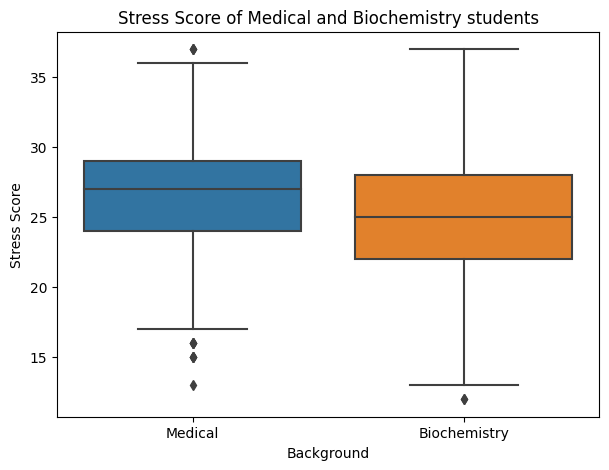 Stress Score of Medical and Biochemistry students
35
30
25
20
15
Stress Score
Medical
Biochemistry
Background